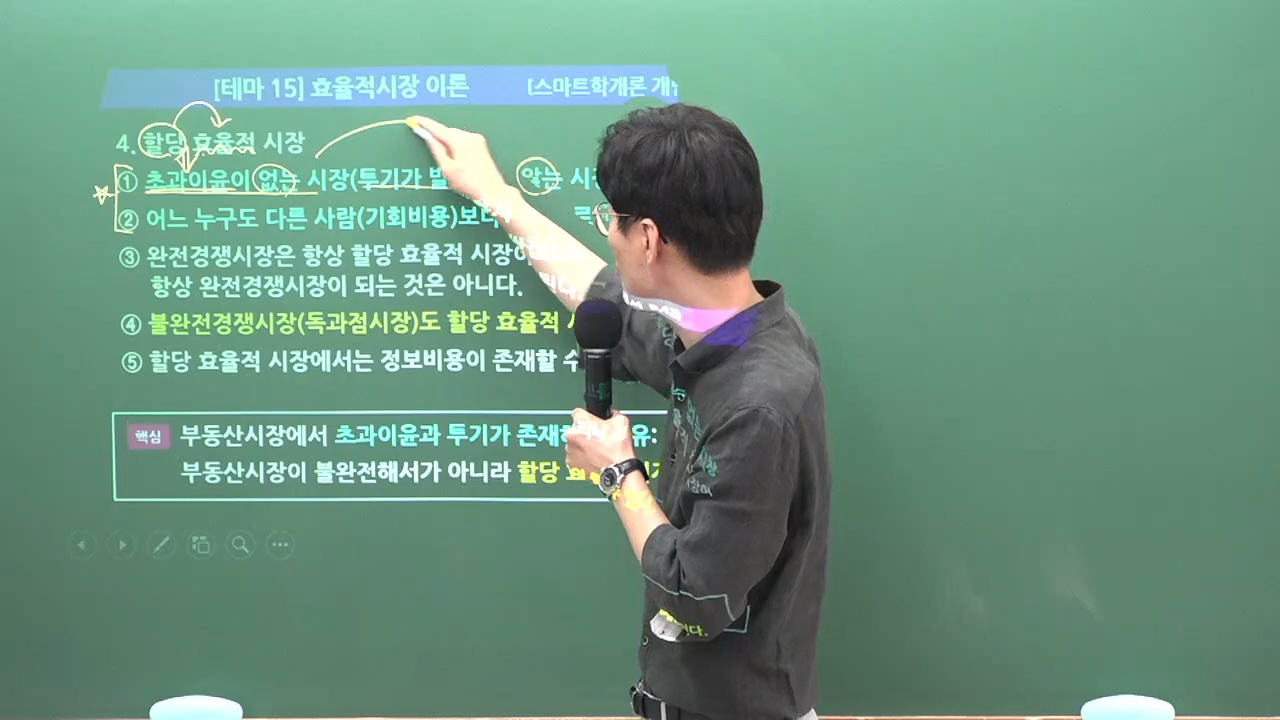 [테마 15] 효율적시장 이론 [스마트학개론 개
4. 할당 효율적 시장
① 초과이윤이 없는 시장(투기가 발 않는 시
② 어느 누구도 다른 사람(기회비용)보다
③ 완전경쟁시장은 항상 할당 효율적 시장이
항상 완전경쟁시장이 되는 것은 아니다.
④ 불완전경쟁시장(독과점시장)도 할당 효율적
⑤ 할당 효율적 시장에서는 정보비용이 존재할 수
핵심 부동산시장에서 초과이윤과 투기가 존재 유:
부동산시장이 불완전해서가 아니라 할당